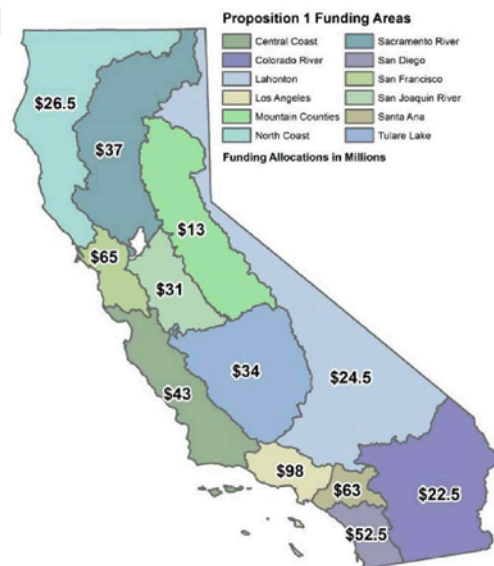 Proposition 1 Funding Areas
Central Coast
Colorado River
Lahonton
Los Angeles
Mountain Counties
North Coast
Sacramento River
San Diego
San Francisco
San Joaquin River
Santa Ana
Tulare Lake
Funding Allocations in Millions
$26.5
$37
$13
$65
$31
$34
$24.5
$43
$98
$63
$22.5
$52.5